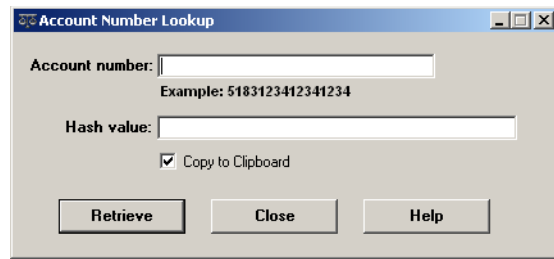 Account Number Lookup
Account number:
Example: 5183123412341234
Hash value:
Copy to Clipboard
Retrieve Close Help